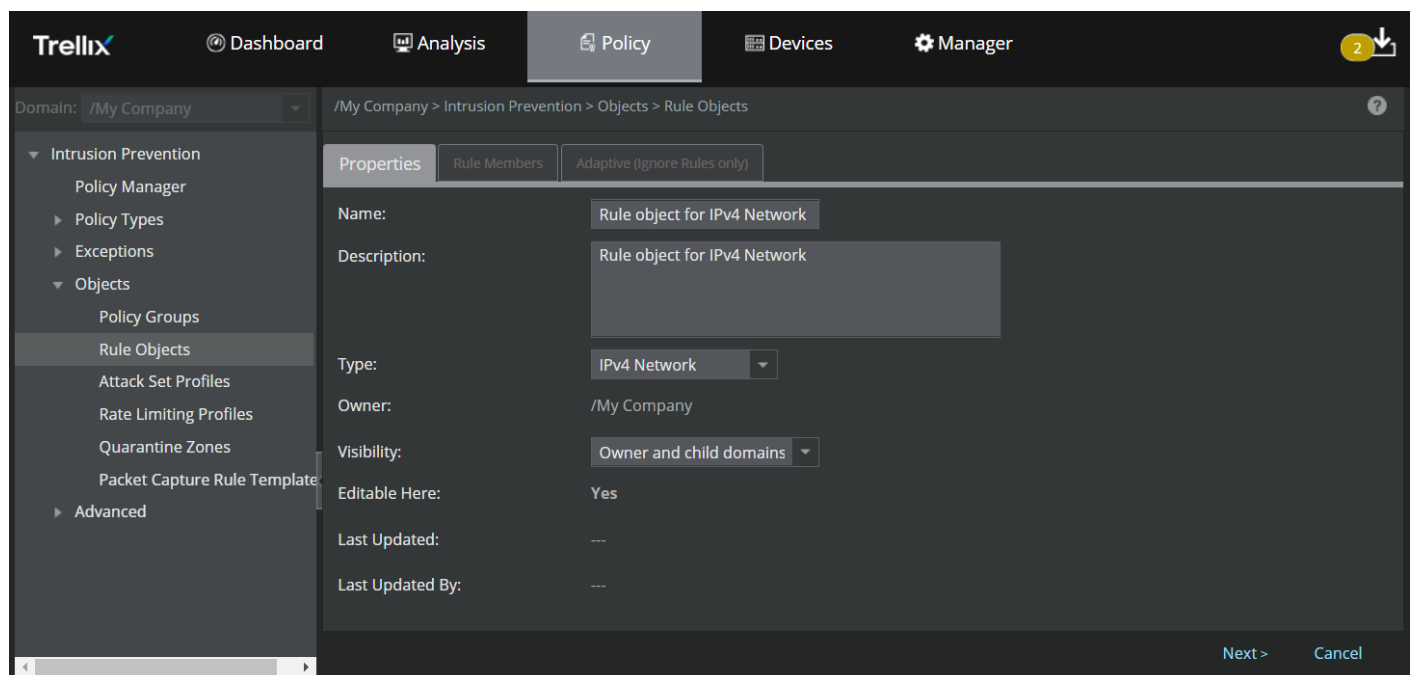 Trellix
Dashboard
Analysis
Policy
Devices
Manager
2
Domain: /My Company
/My Company > Intrusion Prevention > Objects > Rule Objects
?
Intrusion Prevention
Policy Manager
Policy Types
Exceptions
Objects
Policy Groups
Rule Objects
Attack Set Profiles
Rate Limiting Profiles
Quarantine Zones
Packet Capture Rule Template
Advanced
Properties
Rule Members
Adaptive (Ignore Rules only)
Name: Rule object for IPv4 Network
Description: Rule object for IPv4 Network
Type: IPv4 Network
Owner: /My Company
Visibility: Owner and child domains
Editable Here: Yes
Last Updated: ---
Last Updated By: ---
Next >
Cancel